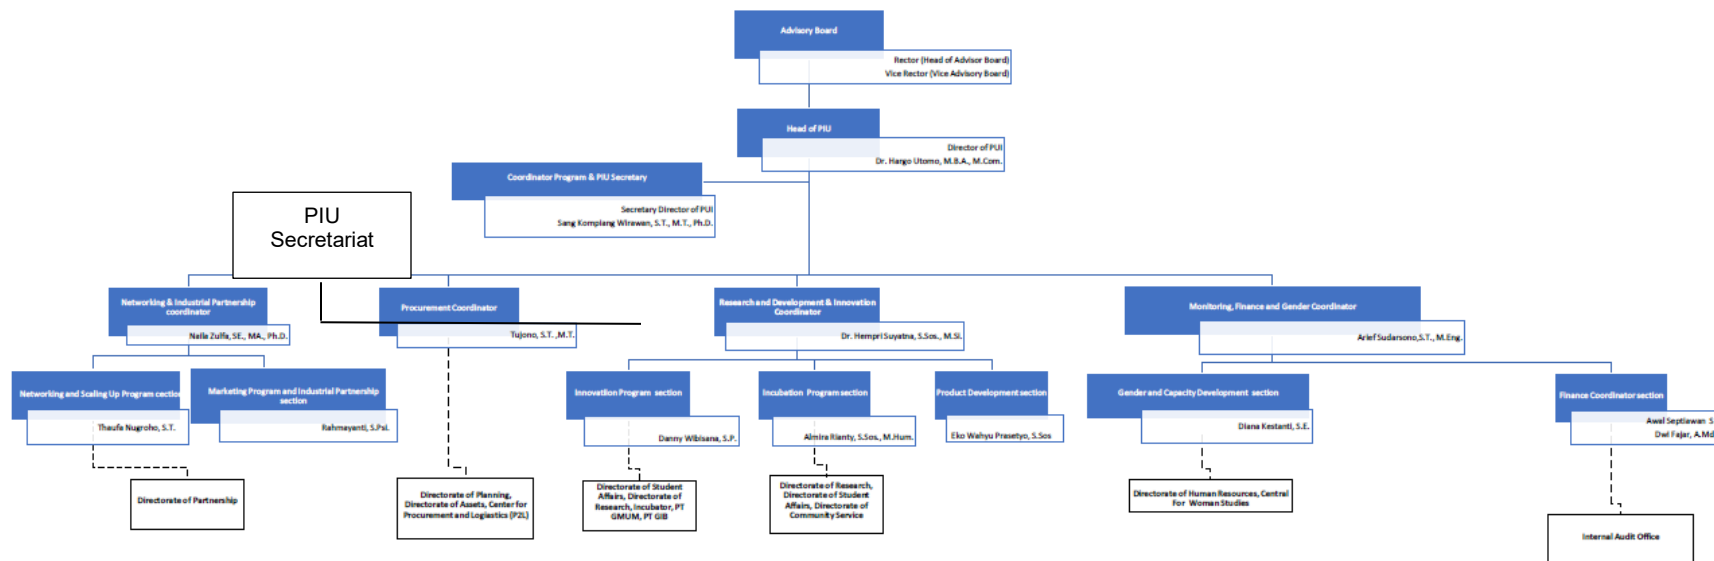 Advisory Board
Rector (Head of Advisor Board)
Vice Rector (Vice Advisory Board)
Head of PIU
Director of PUI
Dr. Hargo Utomo, M.B.A., M.Com.
Coordinator Program & PIU Secretary
Secretary Director of PUI
Sang Kompiang Wirawan, S.T., M.T., Ph.D.
PIU
Secretariat
Networking & Industrial Partnership
coordinator
Naila Zulfa, SE., MA., Ph.D.
Procurement Coordinator
Tujono, S.T. ,M.T.
Research and Development & Innovation
Coordinator
Dr. Hempri Suyatna, S.Sos., M.Si.
Monitoring, Finance and Gender Coordinator
Arief Sudarsono,S.T., M.Eng.
Networking and Scaling Up Program cection
Thaufa Nugroho, S.T.
Marketing Program and Industrial Partnership
section
Rahmayanti, S.Psi.
Innovation Program section
Danny Wibisana, S.P.
Incubation Program section
Almira Rianty, S.Sos., M.Hum.
Product Development section
Eko Wahyu Prasetyo, S.Sos
Gender and Capacity Development section
Diana Kestanti, S.E.
Finance Coordinator section
Awal Septiawan S
Dwi Fajar, A.Md
Directorate of Partnership
Directorate of Planning,
Directorate of Assets, Center for
Procurement and Logiastics (P2L)
Directorate of Student
Affairs, Directorate of
Research, Incubator, PT
GMUM, PT GIB
Directorate of Research,
Directorate of Student
Affairs, Directorate of
Community Service
Directorate of Human Resources, Central
For Woman Studies
Internal Audit Office